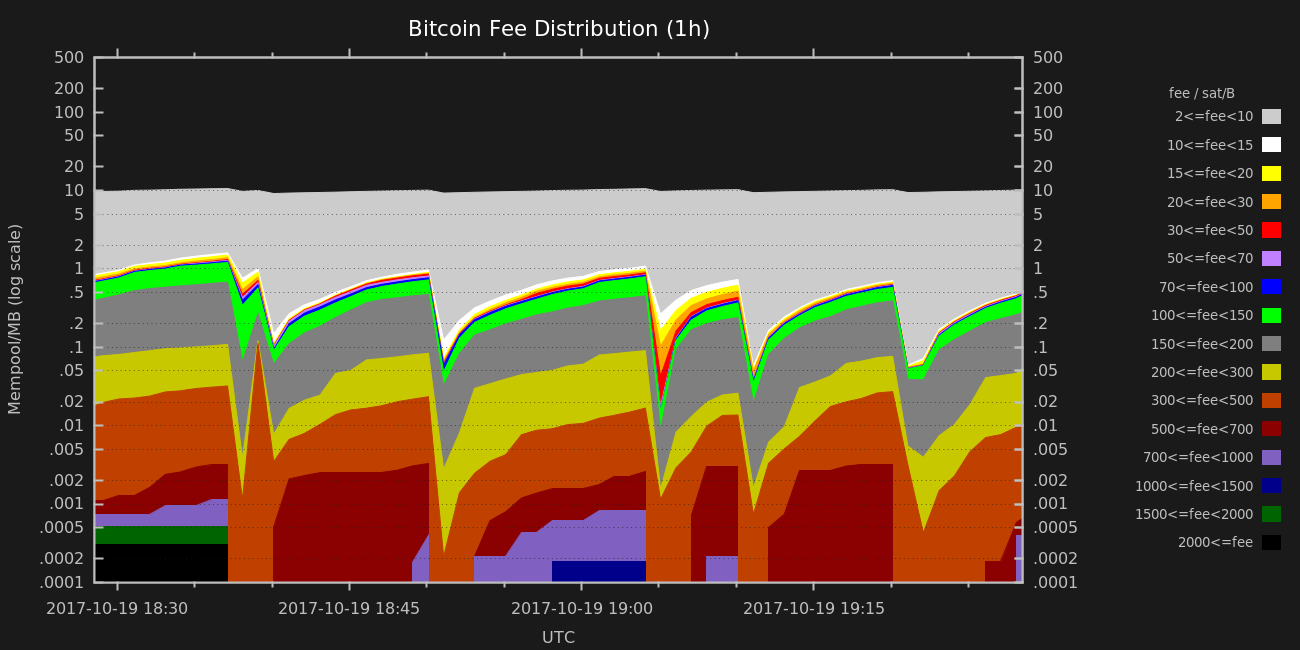 Bitcoin Fee Distribution (1h)
500
200
100
50
20
10
5
2
1
.5
.2
.1
.05
.02
.01
.005
.002
.001
.0005
.0002
.0001
Mempool/MB (log scale)
500
200
100
50
20
10
5
2
1
.5
.2
.1
.05
.02
.01
.005
.002
.001
.0005
.0002
.0001
2017-10-19 18:30 2017-10-19 18:45 2017-10-19 19:00 2017-10-19 19:15
UTC
fee / sat/B
2<=fee<10
10<=fee<15
15<=fee<20
20<=fee<30
30<=fee<50
50<=fee<70
70<=fee<100
100<=fee<150
150<=fee<200
200<=fee<300
300<=fee<500
500<=fee<700
700<=fee<1000
1000<=fee<1500
1500<=fee<2000
2000<=fee